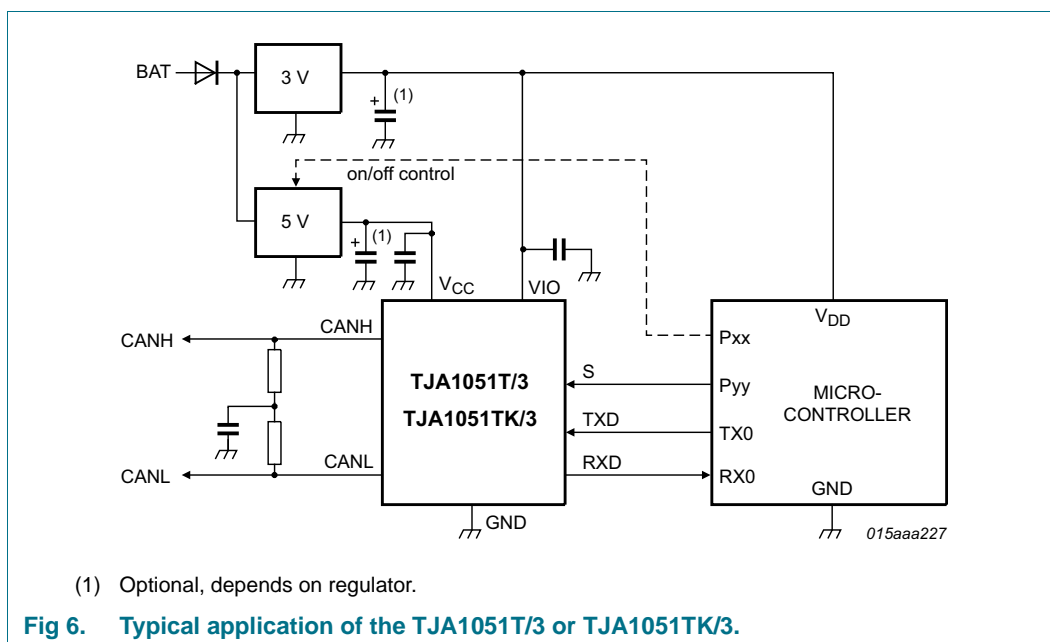 BAT
3 V
+
(1)
on/off control
5 V
+
(1)
VCC
VIO
VDD
CANH
CANH
Pxx
TJA1051T/3
TJA1051TK/3
S
Pyy
MICRO-
CONTROLLER
TXD
TX0
CANL
CANL
RXD
RX0
GND
GND
015aaa227
(1) Optional, depends on regulator.
Fig 6. Typical application of the TJA1051T/3 or TJA1051TK/3.